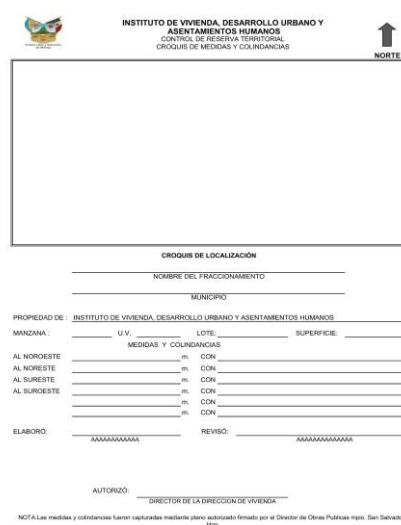 INSTITUTO DE VIVIENDA, DESARROLLO URBANO Y
ASENTAMIENTOS HUMANOS
CONTROL DE RESERVA TERRITORIAL
CROQUIS DE MEDIDAS Y COLINDANCIAS
NORTE
CROQUIS DE LOCALIZACIÓN
NOMBRE DEL FRACCIONAMIENTO
MUNICIPIO
PROPIEDAD DE : INSTITUTO DE VIVIENDA, DESARROLLO URBANO Y ASENTAMIENTOS HUMANOS
MANZANA : U.V. LOTE: SUPERFICIE:
MEDIDAS Y COLINDANCIAS
AL NOROESTE m. CON
AL NORESTE m. CON
AL SURESTE m. CON
AL SUROESTE m. CON
m. CON
m. CON
ELABORÓ: REVISÓ:
AAAAAAAAAAAA AAAAAAAAAAAAAA
AUTORIZÓ:
DIRECTOR DE LA DIRECCION DE VIVIENDA
NOTA:Las medidas y colindancias fueron capturadas mediante plano autorizado firmado por el Director de Obras Publicas mpio. San Salvado